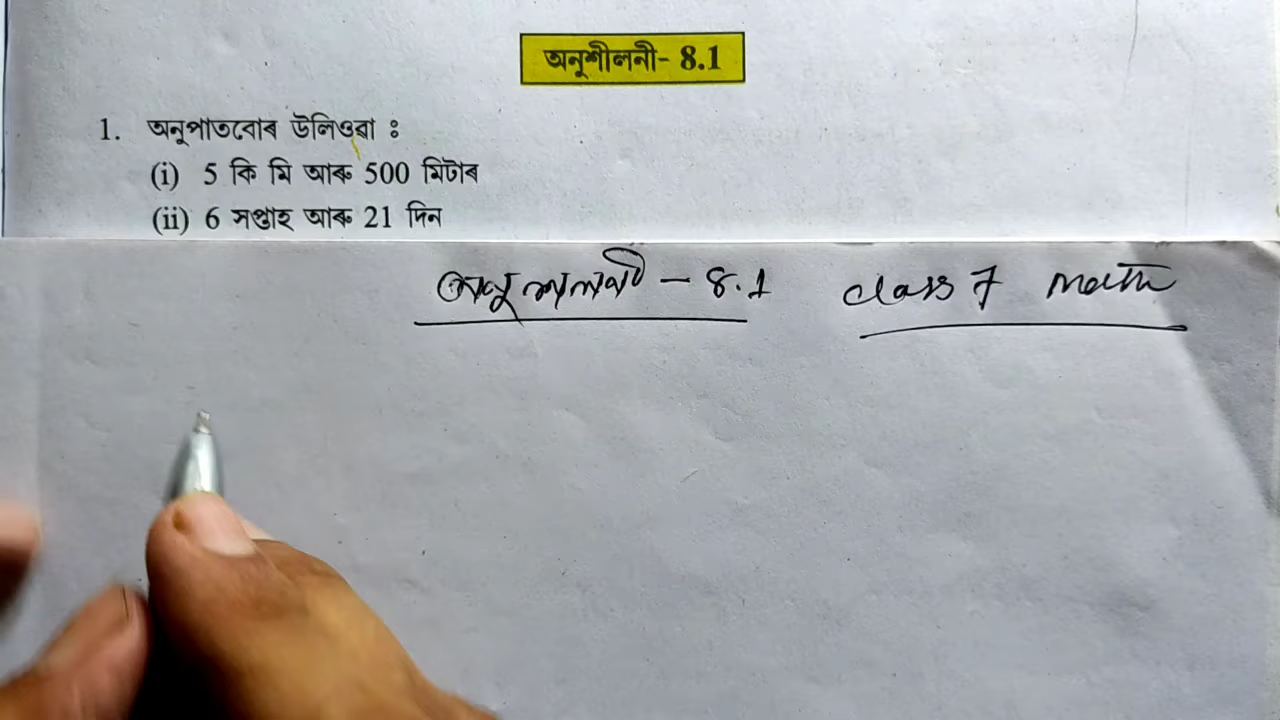 অনুশীলনী- 8.1
1. অনুপাতবোৰ উলিওৱা ঃ
(i) 5 কি মি আৰু 500 মিটাৰ
(ii) 6 সপ্তাহ আৰু 21 দিন
অনুশীলনী – 8.1 class 7 Math